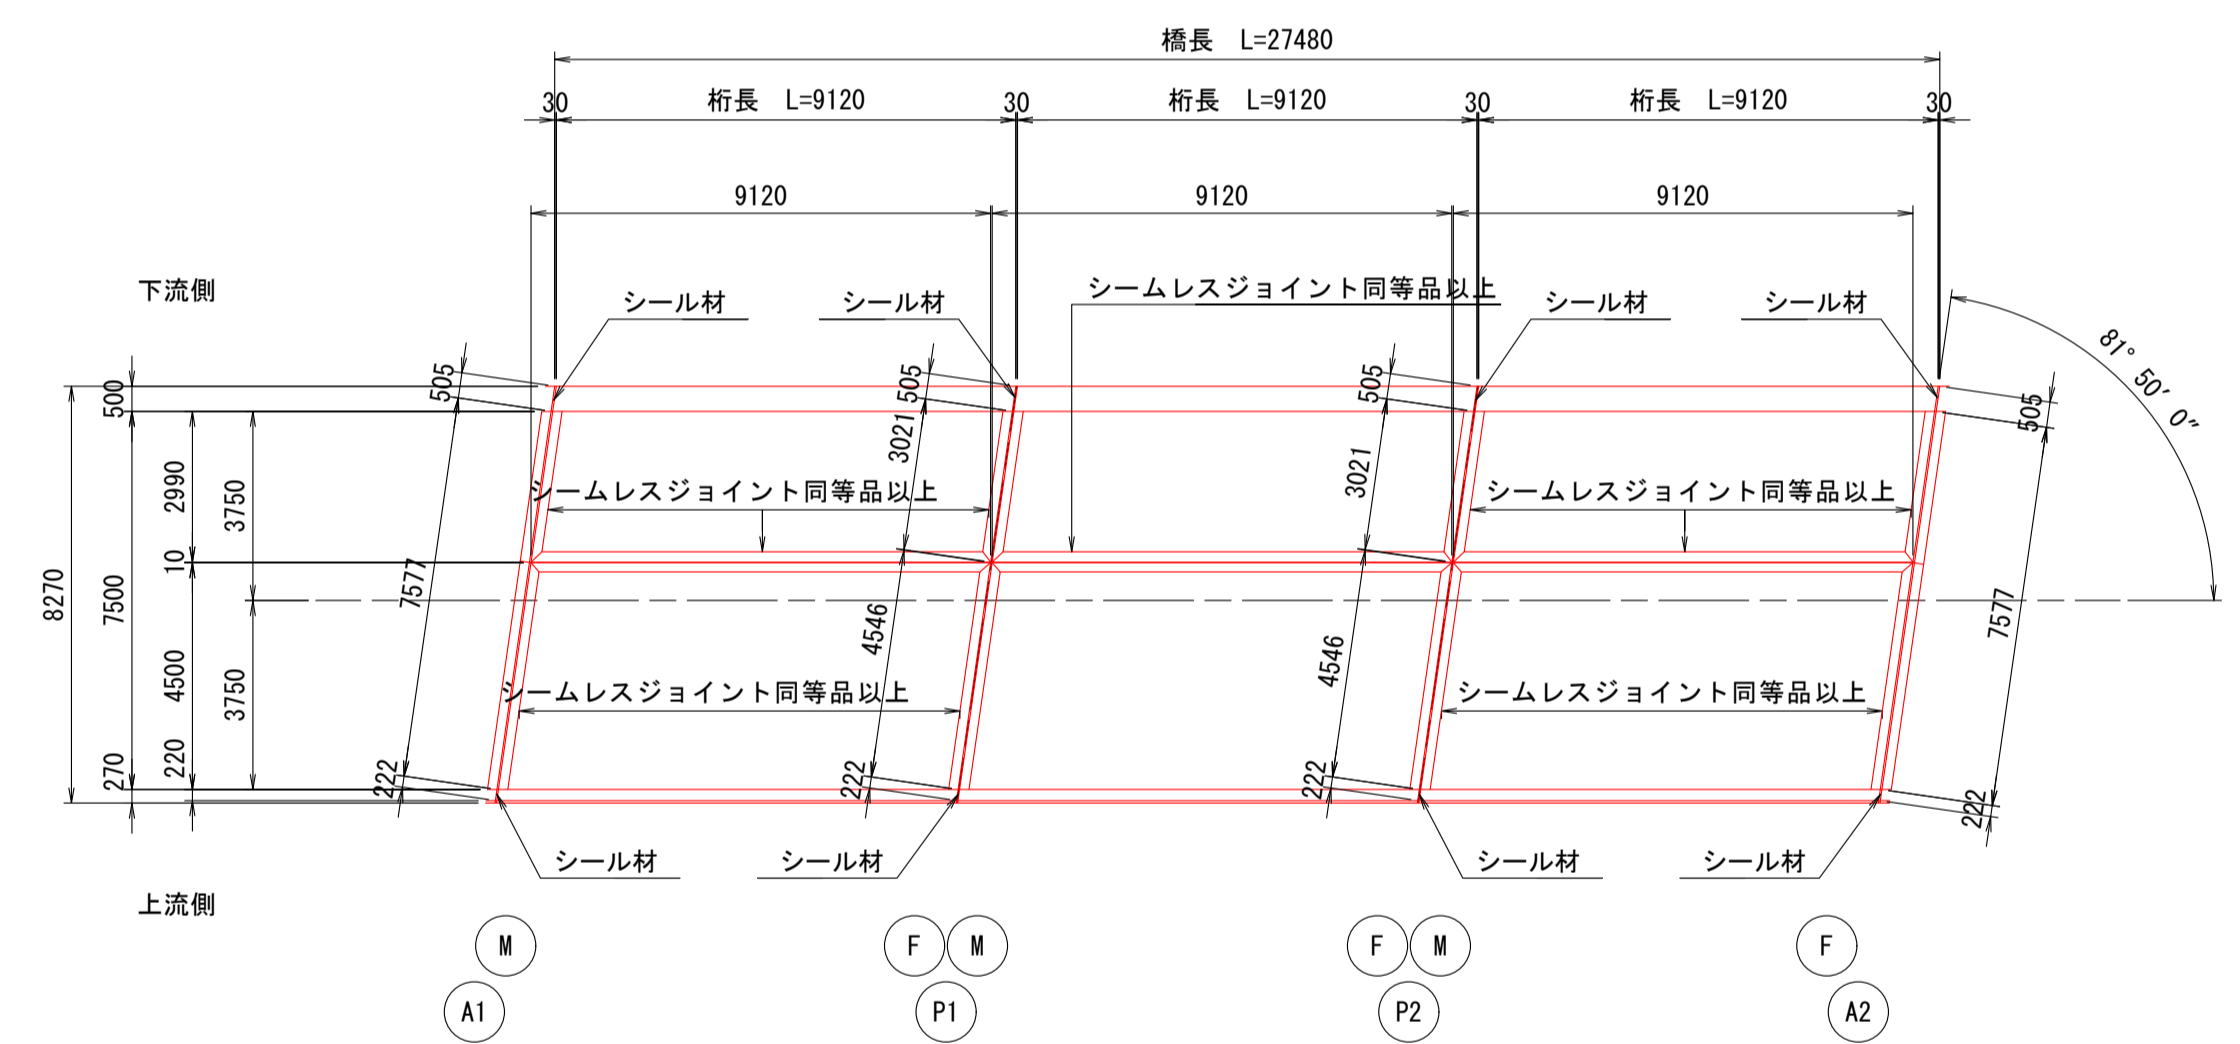 橋長 L=27480
30
桁長 L=9120
30
桁長 L=9120
30
桁長 L=9120
30
9120
9120
9120
下流側
シール材
シール材
シームレスジョイント同等品以上
シール材
シール材
81° 50′ 0″
505
505
505
505
500
3021
3021
2990
3750
シームレスジョイント同等品以上
シームレスジョイント同等品以上
10
8270
7500
7577
7577
4546
4546
4500
3750
シームレスジョイント同等品以上
シームレスジョイント同等品以上
270
220
222
222
222
222
シール材
シール材
シール材
シール材
上流側
M
F
M
F
M
F
A1
P1
P2
A2